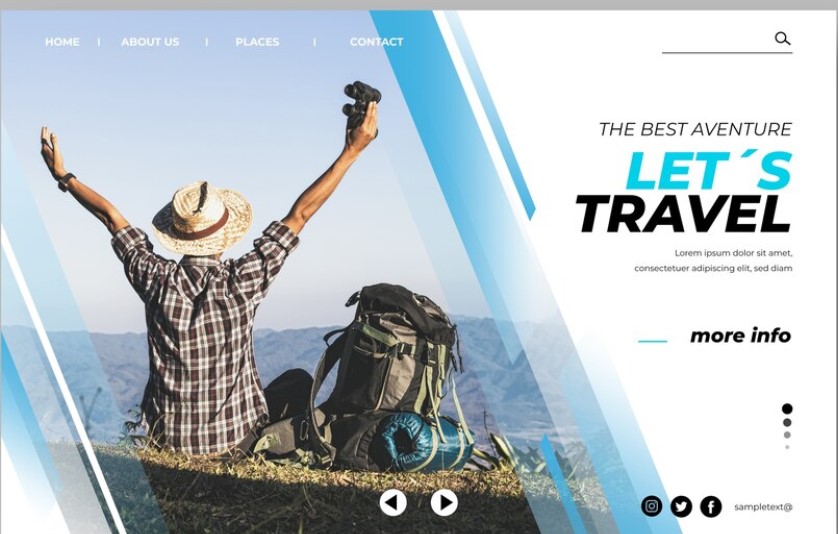 HOME | ABOUT US | PLACES | CONTACT
THE BEST AVENTURE
LET´S
TRAVEL
Lorem ipsum dolor sit amet,
consectetuer adipiscing elit, sed diam
more info
sampletext@